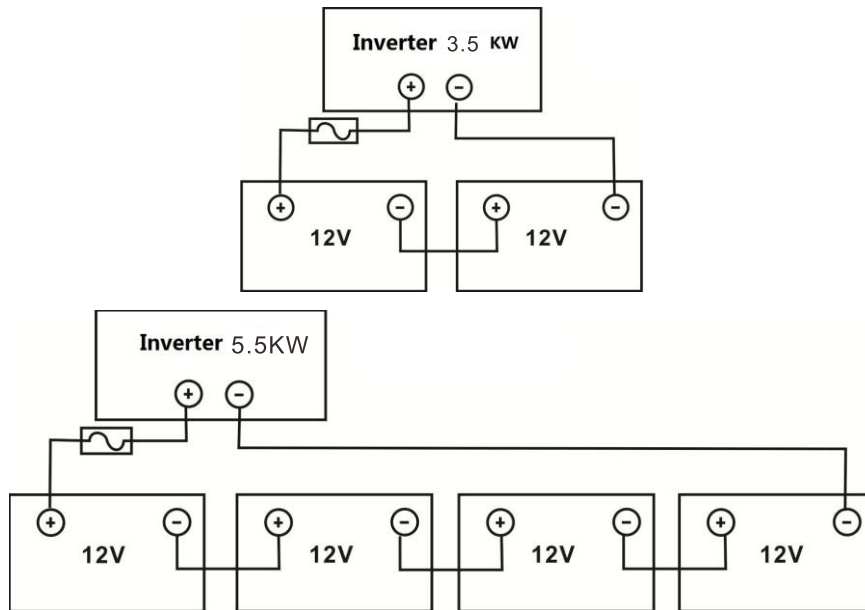 Inverter 3.5 KW
+ −
+ − + −
12V 12V
Inverter 5.5KW
+ −
+ − + − + − + −
12V 12V 12V 12V